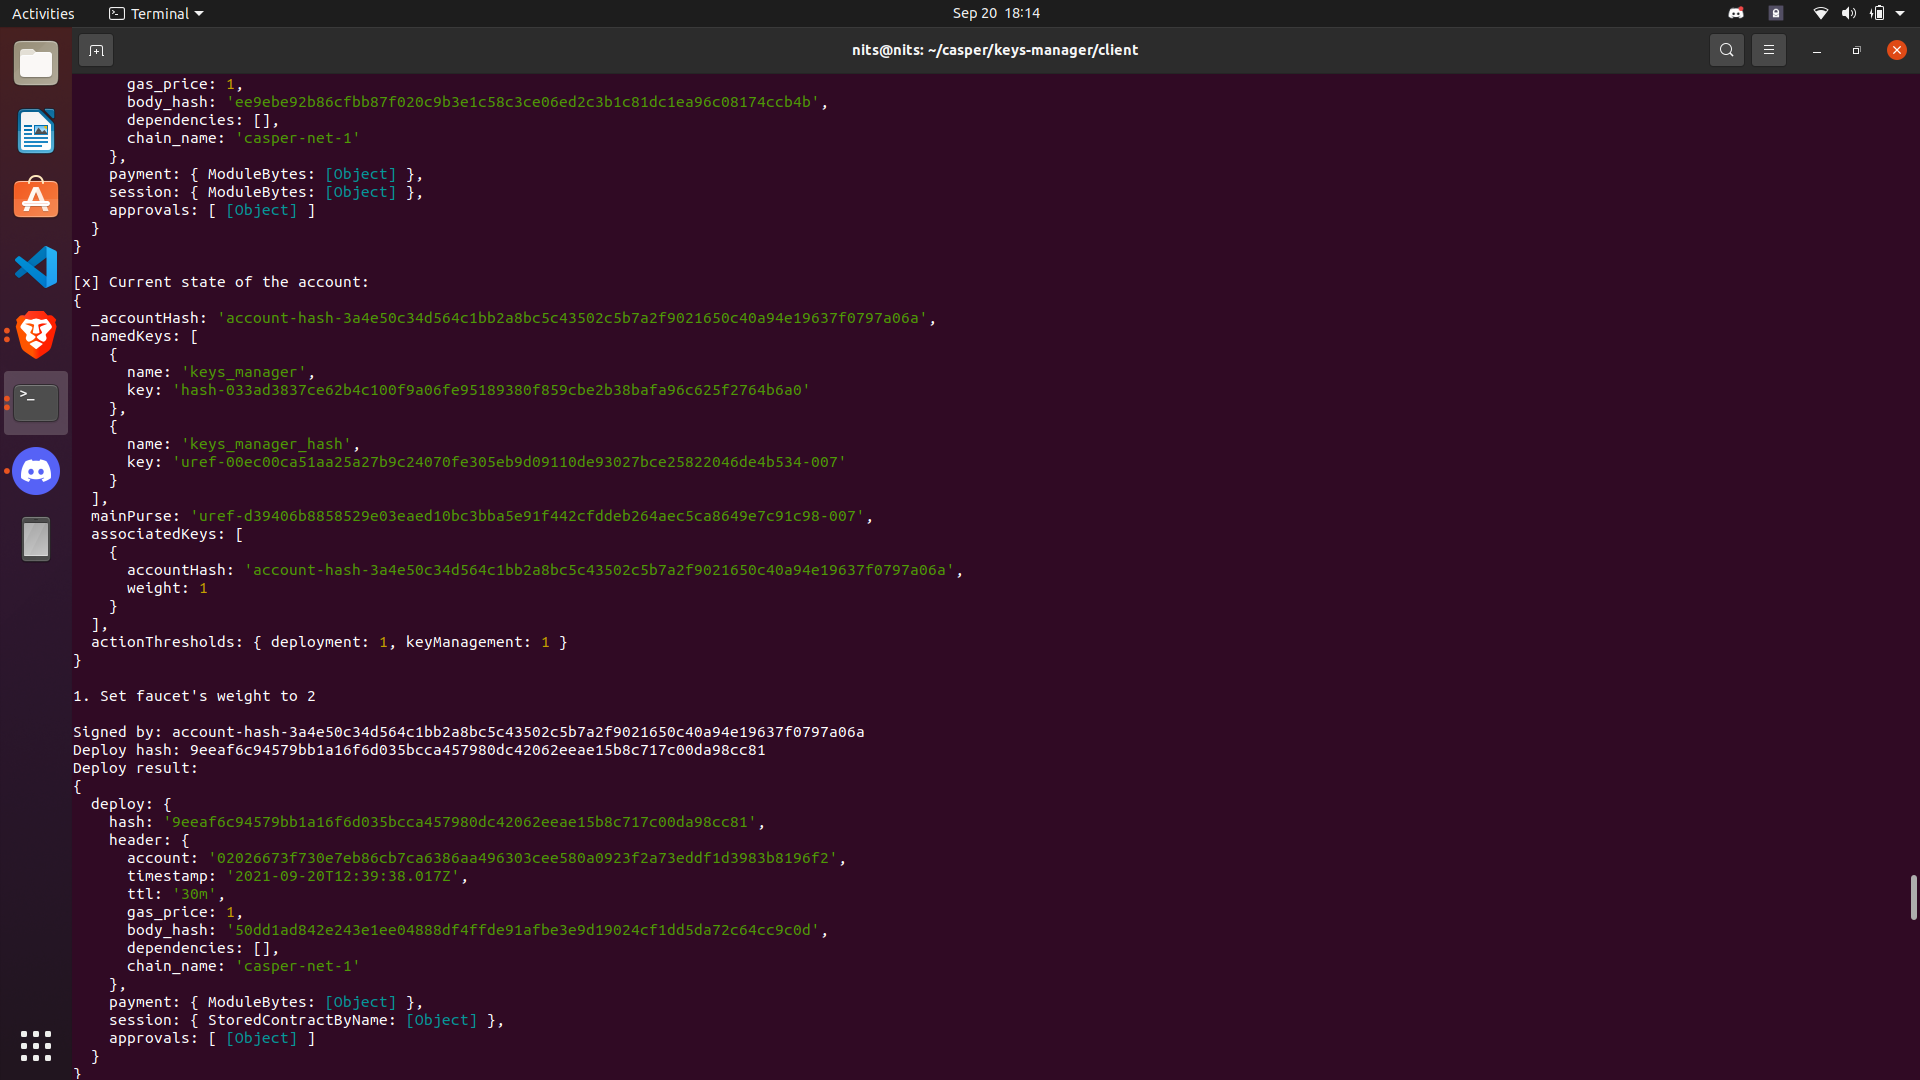 Activities
Terminal
Sep 20 18:14
nits@nits: ~/casper/keys-manager/client
gas_price: 1,
body_hash: 'ee9ebe92b86cfbb87f020c9b3e1c58c3ce06ed2c3b1c81dc1ea96c08174ccb4b',
dependencies: [],
chain_name: 'casper-net-1'
},
payment: { ModuleBytes: [Object] },
session: { ModuleBytes: [Object] },
approvals: [ [Object] ]
}
}
[x] Current state of the account:
{
_accountHash: 'account-hash-3a4e50c34d564c1bb2a8bc5c43502c5b7a2f9021650c40a94e19637f0797a06a',
namedKeys: [
{
name: 'keys_manager',
key: 'hash-033ad3837ce62b4c100f9a06fe95189380f859cbe2b38bafa96c625f2764b6a0'
},
{
name: 'keys_manager_hash',
key: 'uref-00ec00ca51aa25a27b9c24070fe305eb9d09110de93027bce25822046de4b534-007'
}
],
mainPurse: 'uref-d39406b8858529e03eaed10bc3bba5e91f442cfddeb264aec5ca8649e7c91c98-007',
associatedKeys: [
{
accountHash: 'account-hash-3a4e50c34d564c1bb2a8bc5c43502c5b7a2f9021650c40a94e19637f0797a06a',
weight: 1
}
],
actionThresholds: { deployment: 1, keyManagement: 1 }
}
1. Set faucet's weight to 2
Signed by: account-hash-3a4e50c34d564c1bb2a8bc5c43502c5b7a2f9021650c40a94e19637f0797a06a
Deploy hash: 9eeaf6c94579bb1a16f6d035bcca457980dc42062eeae15b8c717c00da98cc81
Deploy result:
{
deploy: {
hash: '9eeaf6c94579bb1a16f6d035bcca457980dc42062eeae15b8c717c00da98cc81',
header: {
account: '02026673f730e7eb86cb7ca6386aa496303cee580a0923f2a73eddf1d3983b8196f2',
timestamp: '2021-09-20T12:39:38.017Z',
ttl: '30m',
gas_price: 1,
body_hash: '50dd1ad842e243e1ee04888df4ffde91afbe3e9d19024cf1dd5da72c64cc9c0d',
dependencies: [],
chain_name: 'casper-net-1'
},
payment: { ModuleBytes: [Object] },
session: { StoredContractByName: [Object] },
approvals: [ [Object] ]
}
}